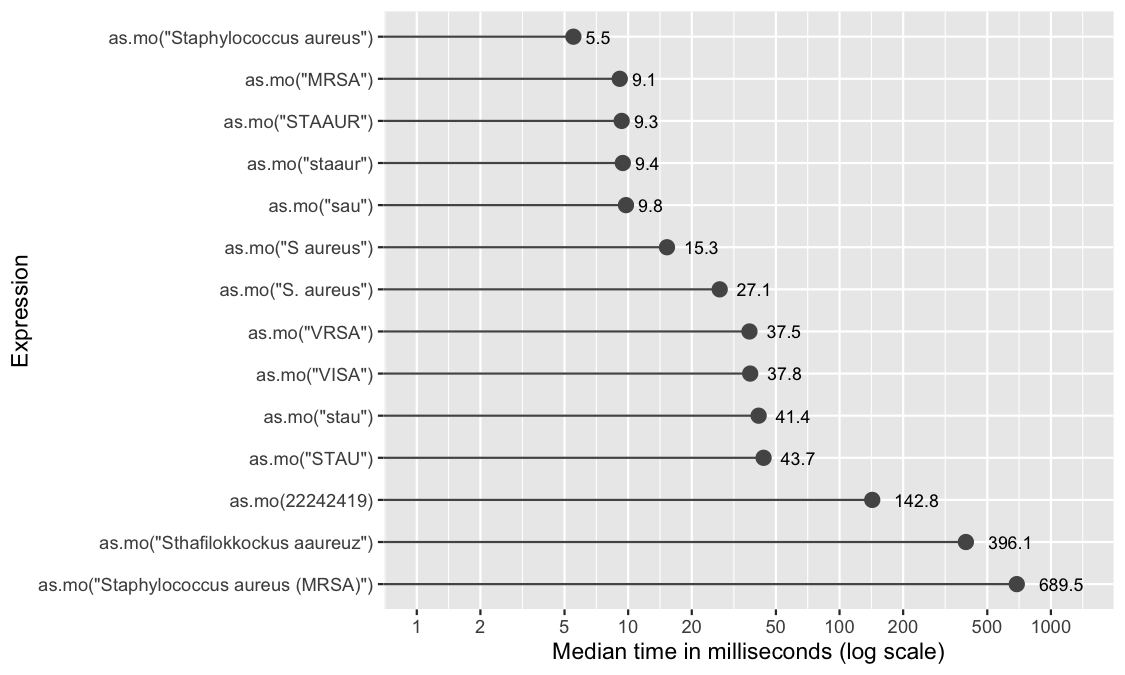 as.mo("Staphylococcus aureus") 5.5
as.mo("MRSA") 9.1
as.mo("STAAUR") 9.3
as.mo("staaur") 9.4
as.mo("sau") 9.8
as.mo("S aureus") 15.3
as.mo("S. aureus") 27.1
as.mo("VRSA") 37.5
as.mo("VISA") 37.8
as.mo("stau") 41.4
as.mo("STAU") 43.7
as.mo(22242419) 142.8
as.mo("Sthafilokkockus aaureuz") 396.1
as.mo("Staphylococcus aureus (MRSA)") 689.5
Expression
1 2 5 10 20 50 100 200 500 1000
Median time in milliseconds (log scale)